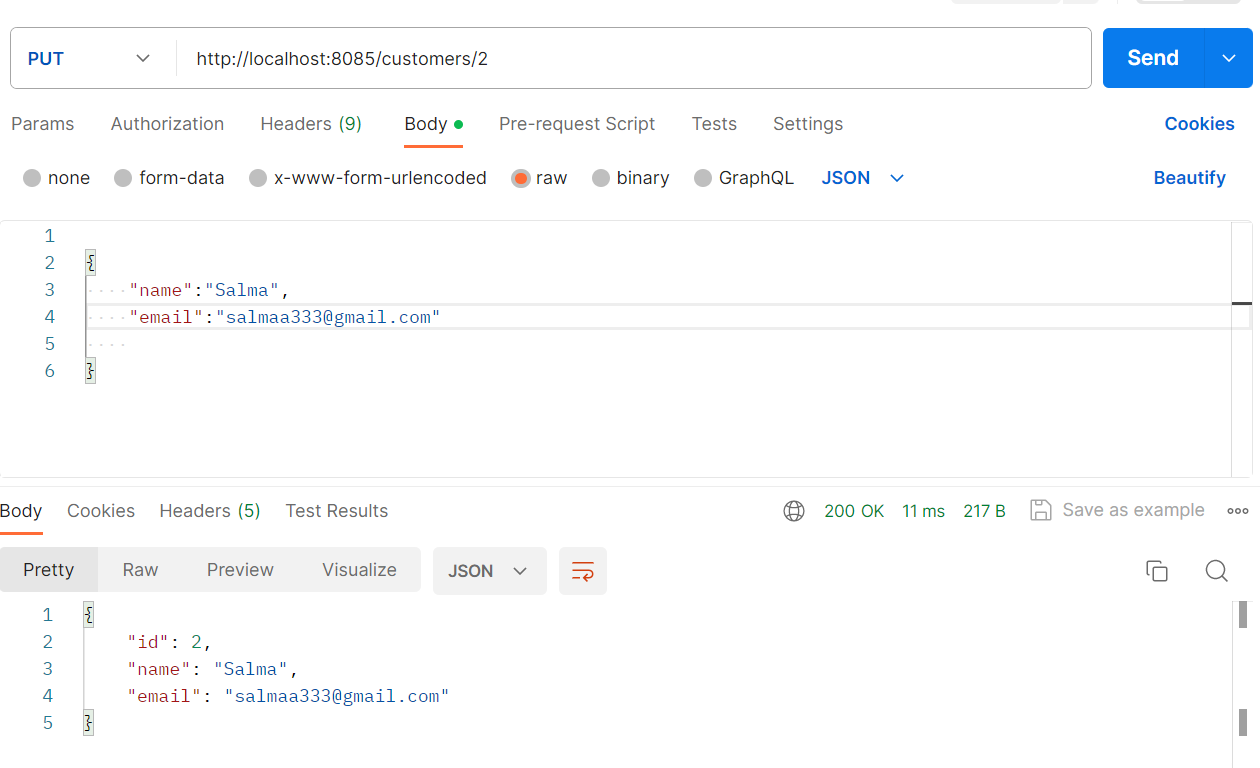 PUT http://localhost:8085/customers/2 Send
Params Authorization Headers (9) Body Pre-request Script Tests Settings Cookies
none form-data x-www-form-urlencoded raw binary GraphQL JSON Beautify
1
2 {
3 "name":"Salma",
4 "email":"salmaa333@gmail.com"
5
6 }
Body Cookies Headers (5) Test Results 200 OK 11 ms 217 B Save as example
Pretty Raw Preview Visualize JSON
1 {
2 "id": 2,
3 "name": "Salma",
4 "email": "salmaa333@gmail.com"
5 }